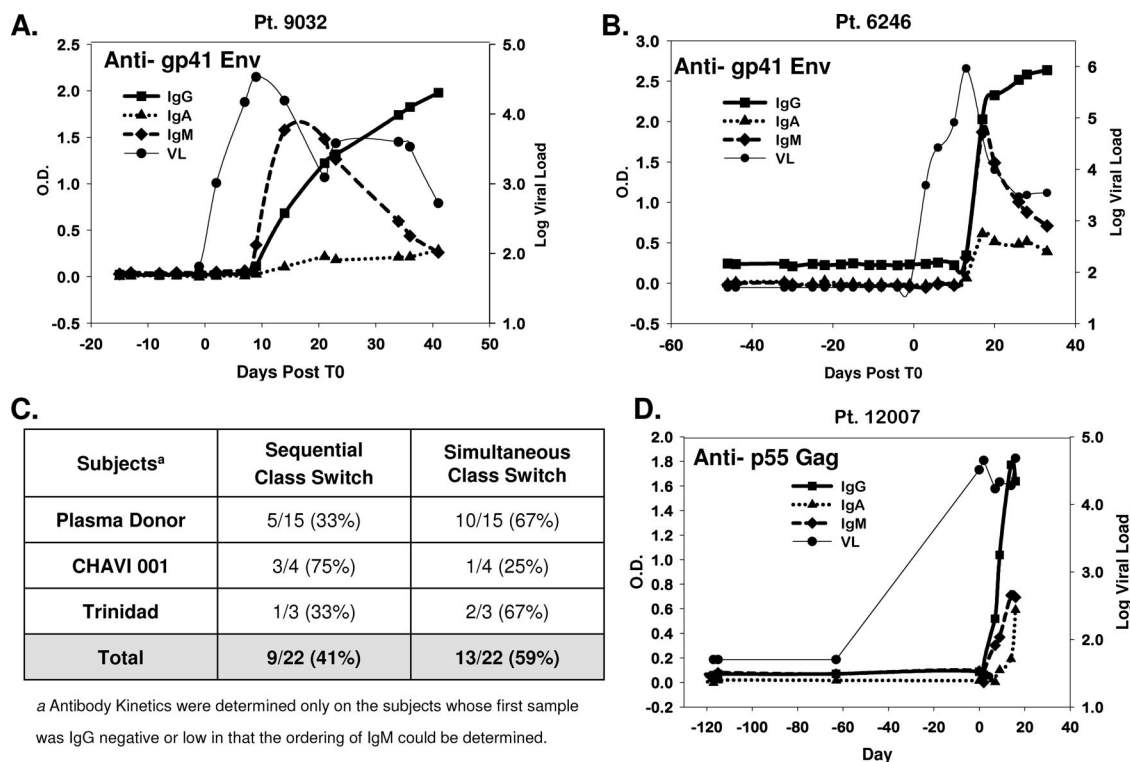 A.
Pt. 9032
Anti- gp41 Env
IgG
IgA
IgM
VL
2.5
2.0
1.5
1.0
0.5
0.0
-0.5
O.D.
5.0
4.0
3.0
2.0
1.0
Log Viral Load
-20 -10 0 10 20 30 40 50
Days Post T0
B.
Pt. 6246
Anti- gp41 Env
IgG
IgA
IgM
VL
3.0
2.5
2.0
1.5
1.0
0.5
0.0
-0.5
O.D.
6
5
4
3
2
1
Log Viral Load
-60 -40 -20 0 20 40
Days Post T0
C.
Subjectsa Sequential Class Switch Simultaneous Class Switch
Plasma Donor 5/15 (33%) 10/15 (67%)
CHAVI 001 3/4 (75%) 1/4 (25%)
Trinidad 1/3 (33%) 2/3 (67%)
Total 9/22 (41%) 13/22 (59%)
a Antibody Kinetics were determined only on the subjects whose first sample
was IgG negative or low in that the ordering of IgM could be determined.
D.
Pt. 12007
Anti- p55 Gag
IgG
IgA
IgM
VL
2.0
1.8
1.6
1.4
1.2
1.0
0.8
0.6
0.4
0.2
0.0
-0.2
O.D.
5.0
4.0
3.0
2.0
1.0
Log Viral Load
-120 -100 -80 -60 -40 -20 0 20 40
Day